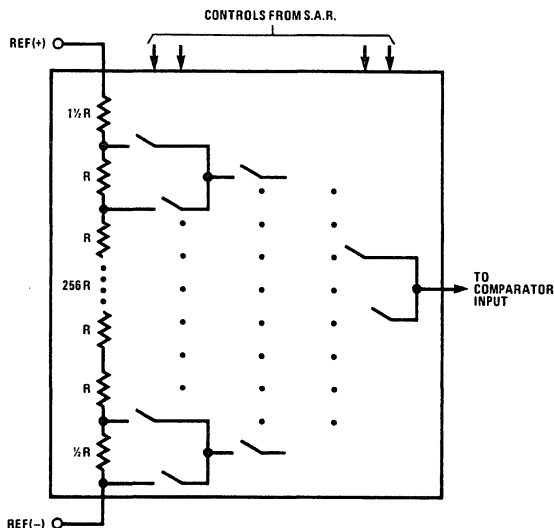 CONTROLS FROM S.A.R.
REF(+)
1½R
R
R
256R
R
R
½R
REF(−)
TO
COMPARATOR
INPUT